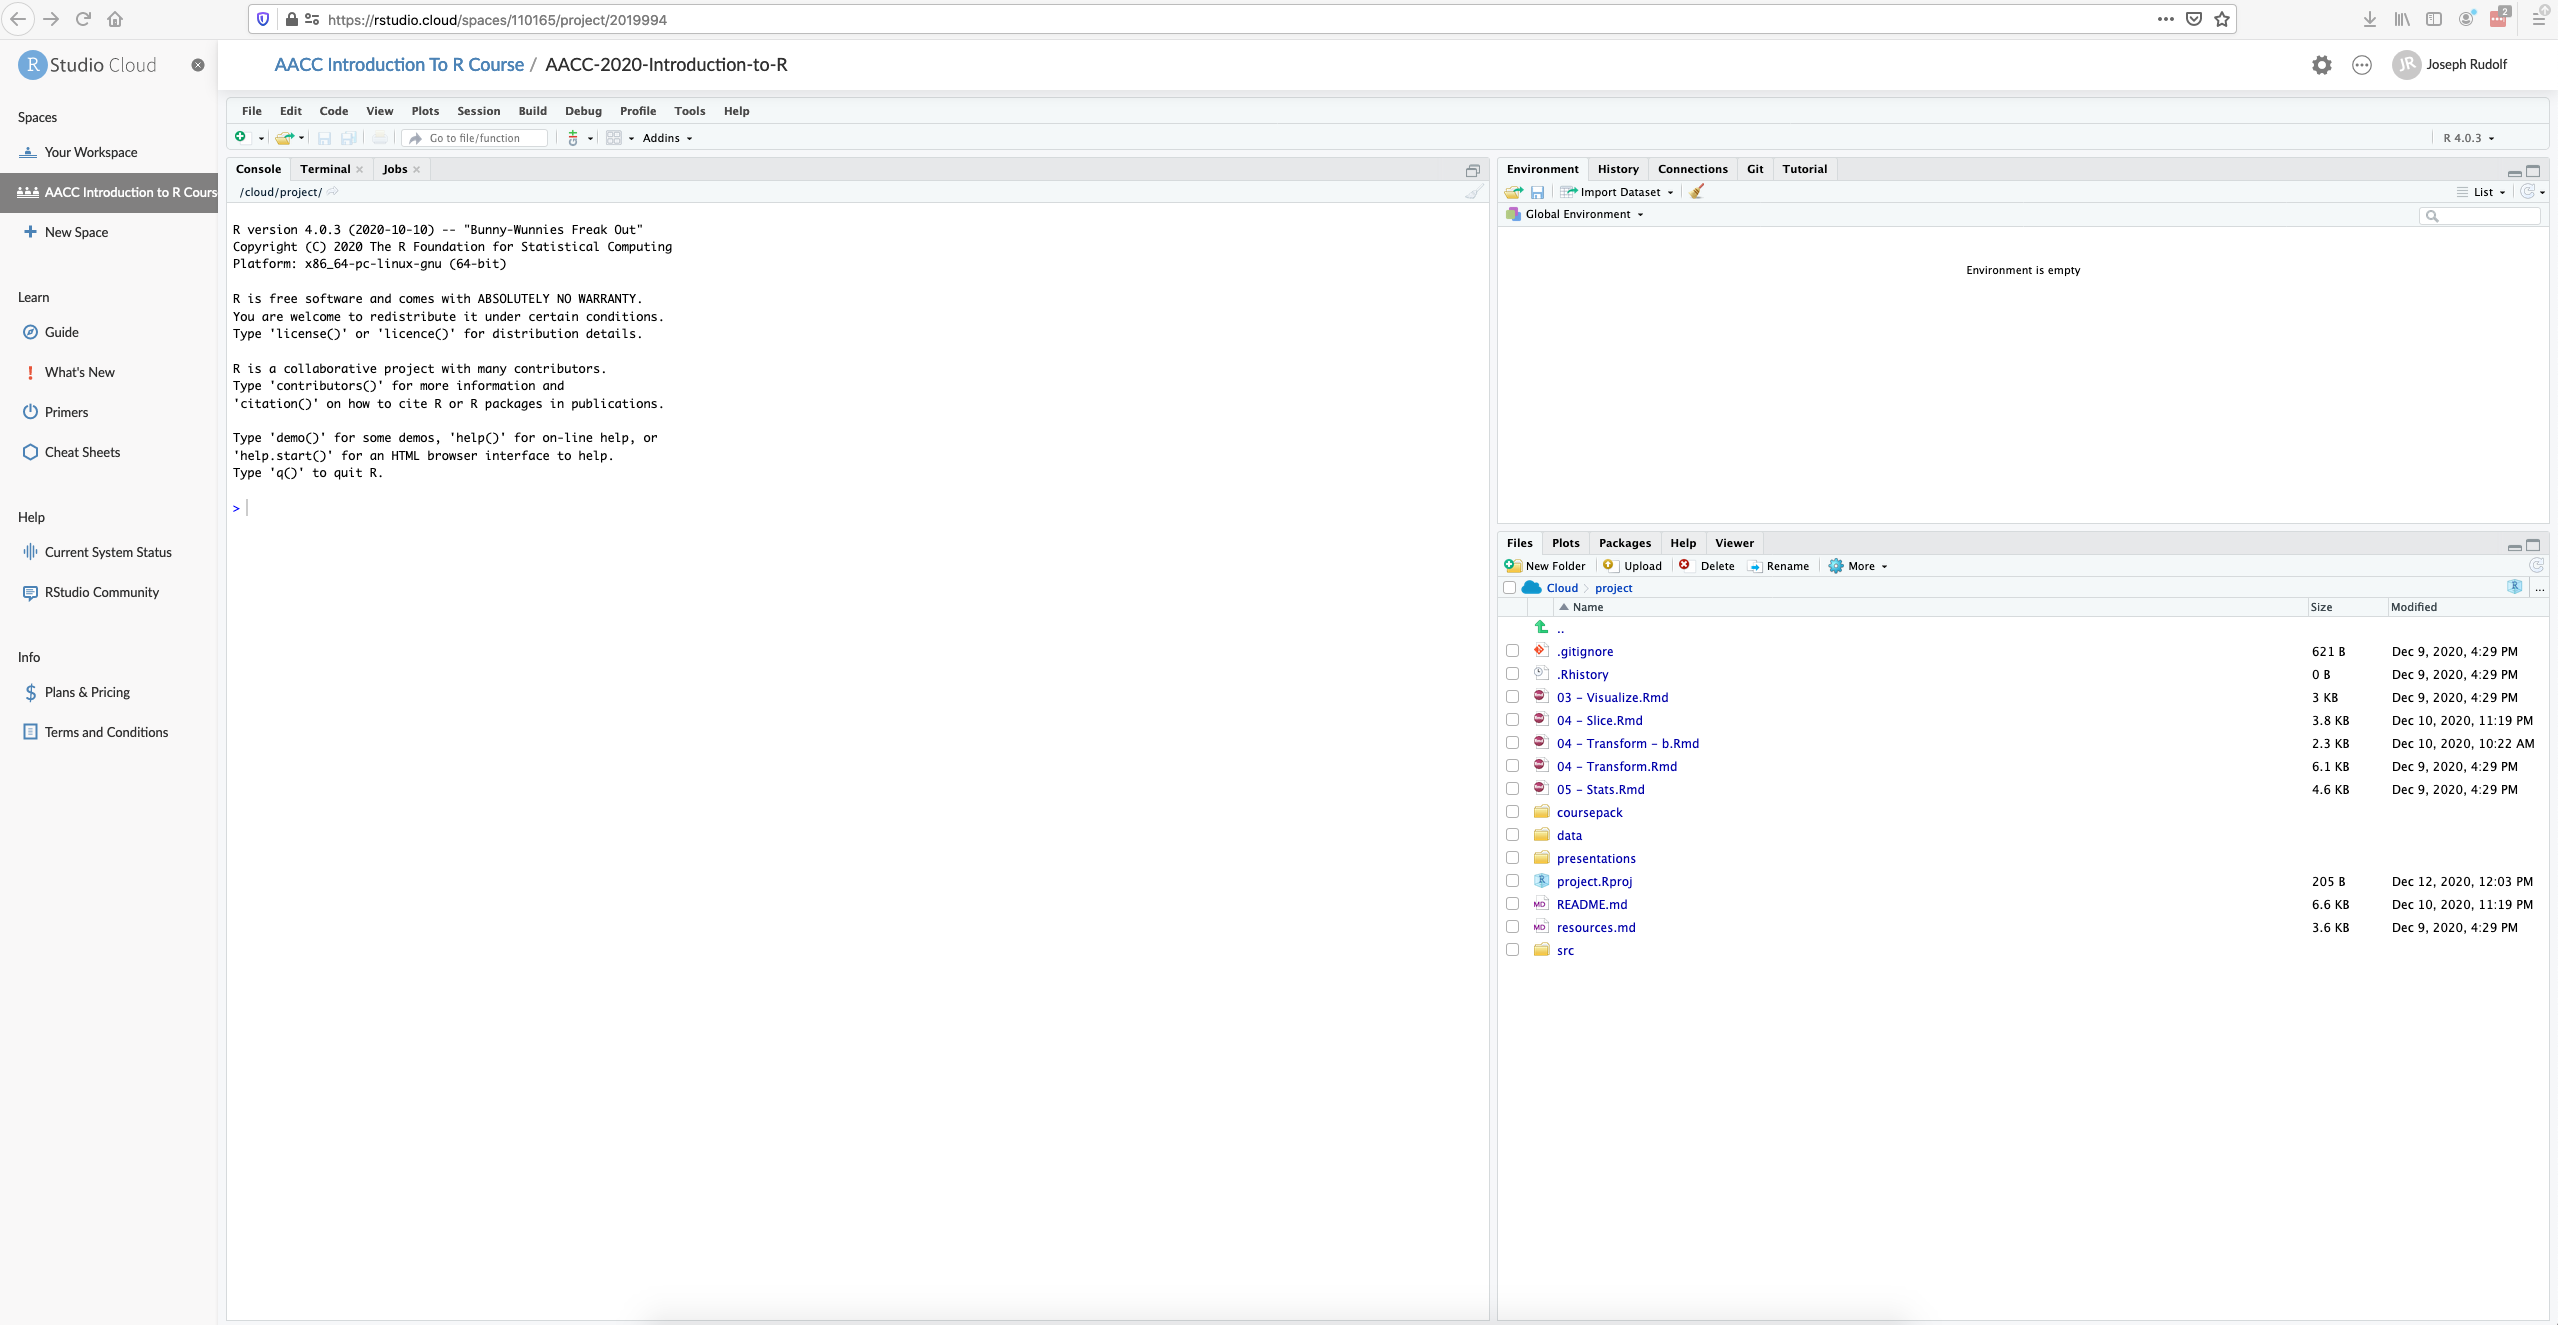 https://rstudio.cloud/spaces/110165/project/2019994
2
R Studio Cloud
AACC Introduction To R Course / AACC-2020-Introduction-to-R
JR Joseph Rudolf
Spaces
Your Workspace
AACC Introduction to R Cours
New Space
Learn
Guide
What's New
Primers
Cheat Sheets
Help
Current System Status
RStudio Community
Info
Plans & Pricing
Terms and Conditions
File Edit Code View Plots Session Build Debug Profile Tools Help
Go to file/function Addins R 4.0.3
Console Terminal Jobs
/cloud/project/
R version 4.0.3 (2020-10-10) -- "Bunny-Wunnies Freak Out"
Copyright (C) 2020 The R Foundation for Statistical Computing
Platform: x86_64-pc-linux-gnu (64-bit)
R is free software and comes with ABSOLUTELY NO WARRANTY.
You are welcome to redistribute it under certain conditions.
Type 'license()' or 'licence()' for distribution details.
R is a collaborative project with many contributors.
Type 'contributors()' for more information and
'citation()' on how to cite R or R packages in publications.
Type 'demo()' for some demos, 'help()' for on-line help, or
'help.start()' for an HTML browser interface to help.
Type 'q()' to quit R.
>
Environment History Connections Git Tutorial
Import Dataset List
Global Environment
Environment is empty
Files Plots Packages Help Viewer
New Folder Upload Delete Rename More
Cloud project ...
Name Size Modified
..
.gitignore 621 B Dec 9, 2020, 4:29 PM
.Rhistory 0 B Dec 9, 2020, 4:29 PM
03 - Visualize.Rmd 3 KB Dec 9, 2020, 4:29 PM
04 - Slice.Rmd 3.8 KB Dec 10, 2020, 11:19 PM
04 - Transform - b.Rmd 2.3 KB Dec 10, 2020, 10:22 AM
04 - Transform.Rmd 6.1 KB Dec 9, 2020, 4:29 PM
05 - Stats.Rmd 4.6 KB Dec 9, 2020, 4:29 PM
coursepack
data
presentations
project.Rproj 205 B Dec 12, 2020, 12:03 PM
README.md 6.6 KB Dec 10, 2020, 11:19 PM
resources.md 3.6 KB Dec 9, 2020, 4:29 PM
src